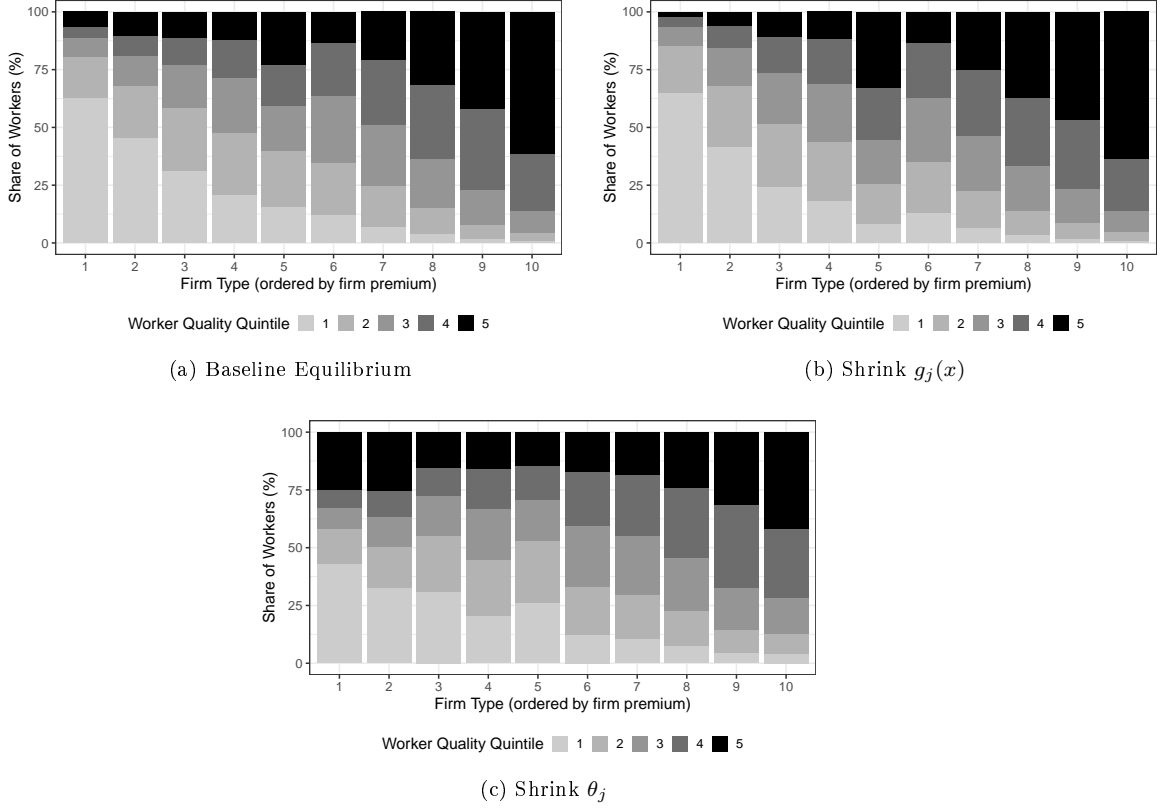 Share of Workers (%)
100
75
50
25
0
1 2 3 4 5 6 7 8 9 10
Firm Type (ordered by firm premium)
Worker Quality Quintile 1 2 3 4 5
(a) Baseline Equilibrium
Share of Workers (%)
100
75
50
25
0
1 2 3 4 5 6 7 8 9 10
Firm Type (ordered by firm premium)
Worker Quality Quintile 1 2 3 4 5
(b) Shrink g_j(x)
Share of Workers (%)
100
75
50
25
0
1 2 3 4 5 6 7 8 9 10
Firm Type (ordered by firm premium)
Worker Quality Quintile 1 2 3 4 5
(c) Shrink θ_j